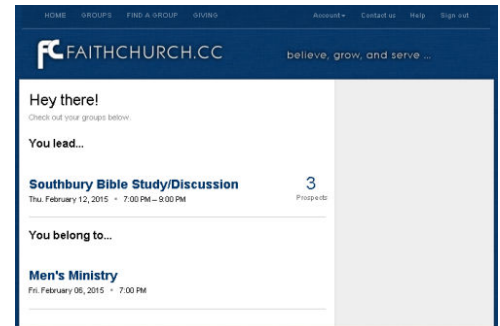 HOME GROUPS FIND A GROUP GIVING Account Contact us Help Sign out
FC FAITHCHURCH.CC believe, grow, and serve ...
Hey there!
Check out your groups below.
You lead...
Southbury Bible Study/Discussion 3
Thu. February 12, 2015 • 7:00 PM – 9:00 PM Prospects
You belong to...
Men's Ministry
Fri. February 06, 2015 • 7:00 PM